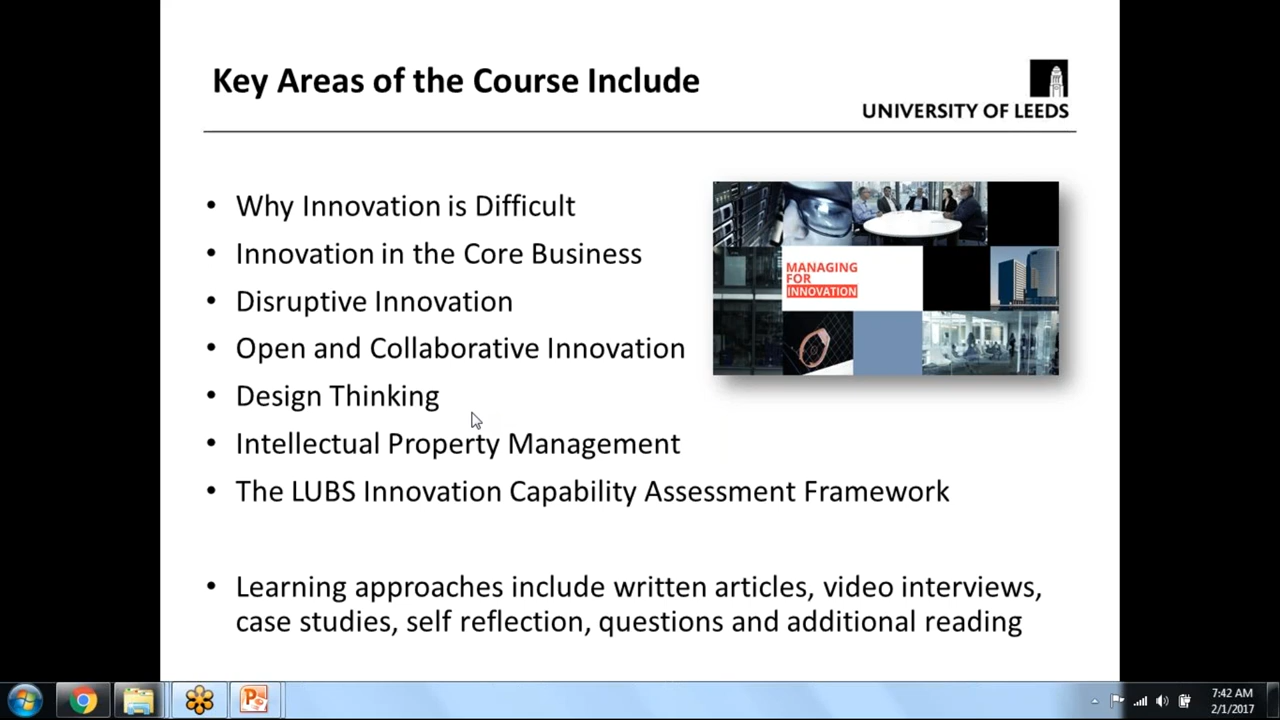 Key Areas of the Course Include
UNIVERSITY OF LEEDS
• Why Innovation is Difficult
• Innovation in the Core Business
• Disruptive Innovation
• Open and Collaborative Innovation
• Design Thinking
• Intellectual Property Management
• The LUBS Innovation Capability Assessment Framework
MANAGING
FOR
INNOVATION
• Learning approaches include written articles, video interviews,
case studies, self reflection, questions and additional reading
7:42 AM
2/1/2017